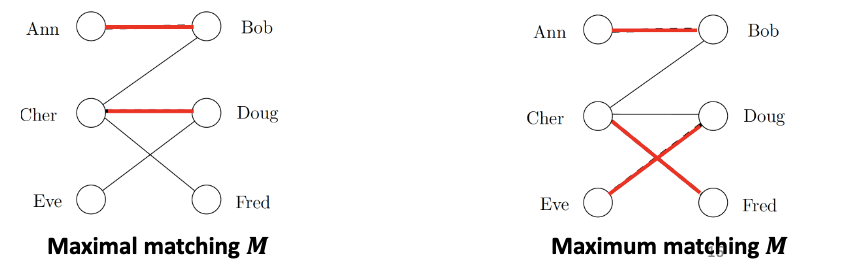 Ann Bob
Cher Doug
Eve Fred
Maximal matching M
Ann Bob
Cher Doug
Eve Fred
Maximum matching M